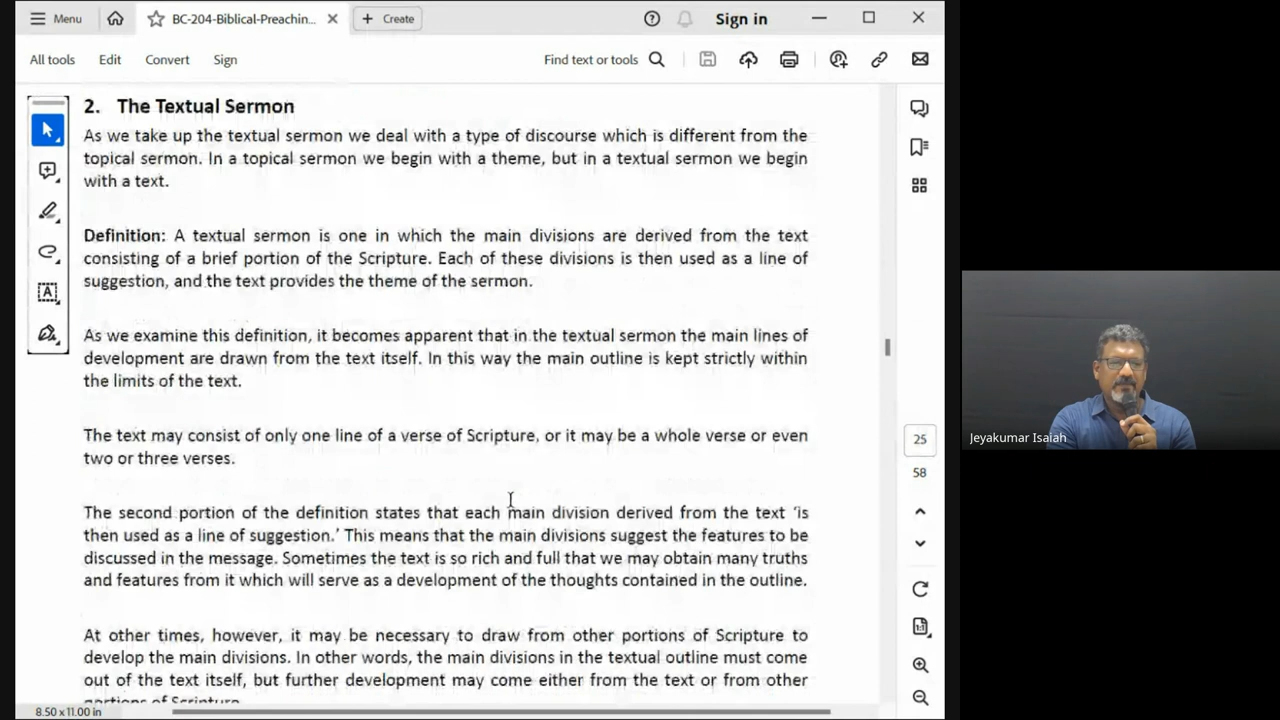 Menu
BC-204-Biblical-Preachin...
Create
Sign in
All tools
Edit
Convert
Sign
Find text or tools
2. The Textual Sermon
As we take up the textual sermon we deal with a type of discourse which is different from the
topical sermon. In a topical sermon we begin with a theme, but in a textual sermon we begin
with a text.
Definition: A textual sermon is one in which the main divisions are derived from the text
consisting of a brief portion of the Scripture. Each of these divisions is then used as a line of
suggestion, and the text provides the theme of the sermon.
As we examine this definition, it becomes apparent that in the textual sermon the main lines of
development are drawn from the text itself. In this way the main outline is kept strictly within
the limits of the text.
The text may consist of only one line of a verse of Scripture, or it may be a whole verse or even
two or three verses.
The second portion of the definition states that each main division derived from the text ‘is
then used as a line of suggestion.’ This means that the main divisions suggest the features to be
discussed in the message. Sometimes the text is so rich and full that we may obtain many truths
and features from it which will serve as a development of the thoughts contained in the outline.
At other times, however, it may be necessary to draw from other portions of Scripture to
develop the main divisions. In other words, the main divisions in the textual outline must come
out of the text itself, but further development may come either from the text or from other
portions of Scripture.
8.50 x 11.00 in
25
58
Jeyakumar Isaiah